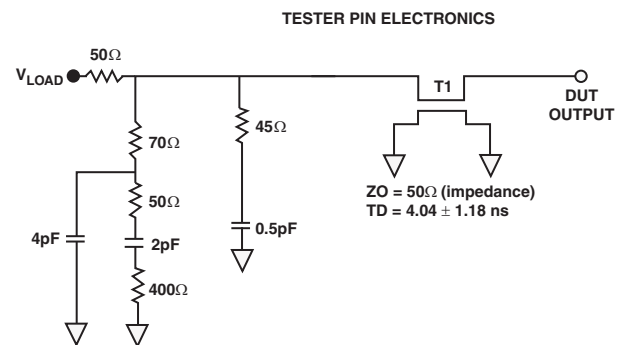 TESTER PIN ELECTRONICS
50Ω
VLOAD
T1
DUT
OUTPUT
45Ω
70Ω
ZO = 50Ω (impedance)
TD = 4.04 ± 1.18 ns
50Ω
0.5pF
4pF
2pF
400Ω